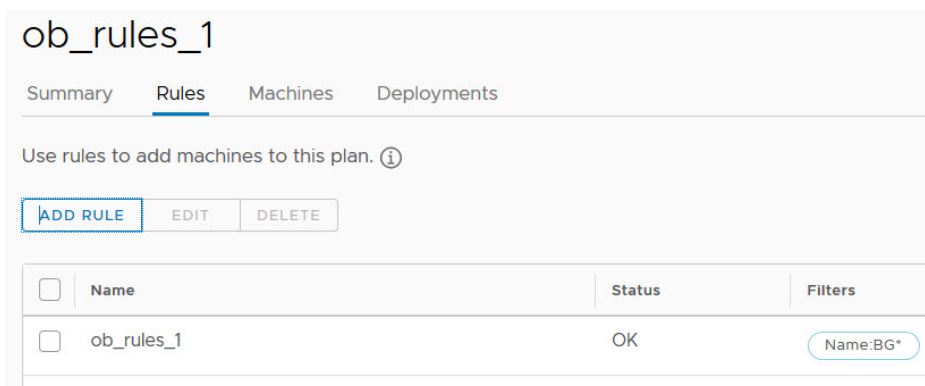 ob_rules_1
Summary Rules Machines Deployments
Use rules to add machines to this plan.
ADD RULE EDIT DELETE
Name Status Filters
ob_rules_1 OK Name:BG*